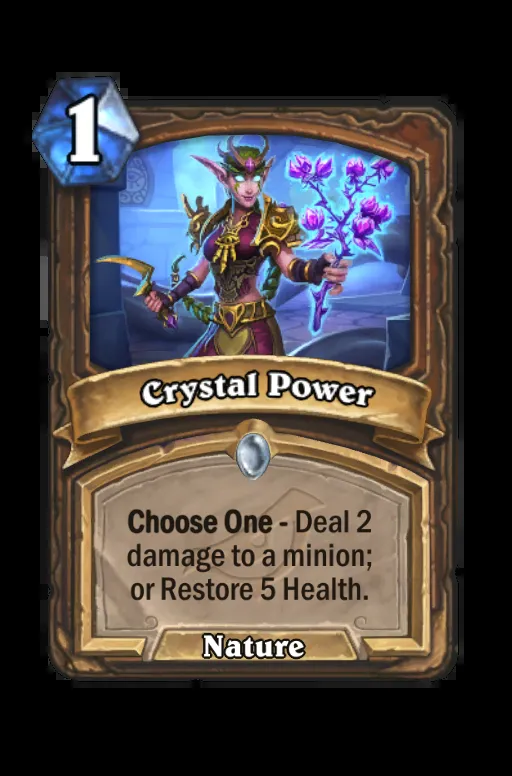 1
Crystal Power
Choose One - Deal 2
damage to a minion;
or Restore 5 Health.
Nature